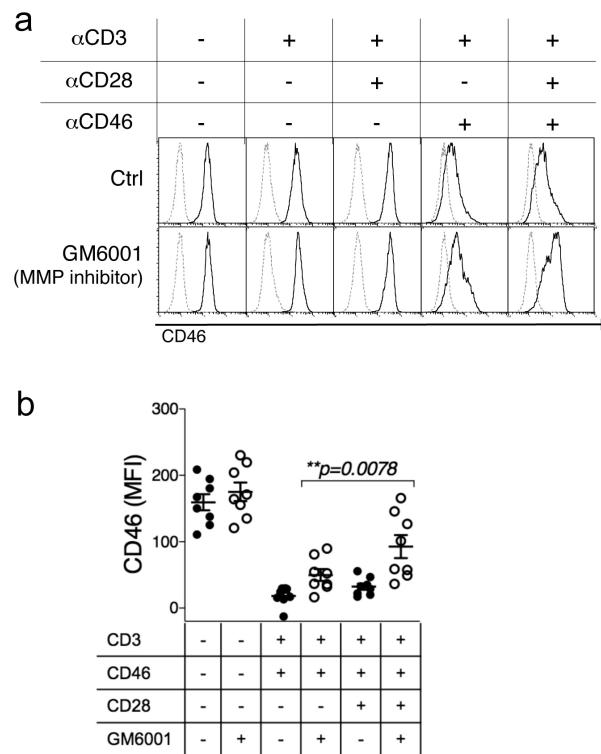 a
αCD3 - + + + +
αCD28 - - + - +
αCD46 - - - + +
Ctrl
GM6001
(MMP inhibitor)
CD46
b
CD46 (MFI)
300
200
100
0
**p=0.0078
CD3 - - + + + +
CD46 - - + + + +
CD28 - - - - + +
GM6001 - + - + - +